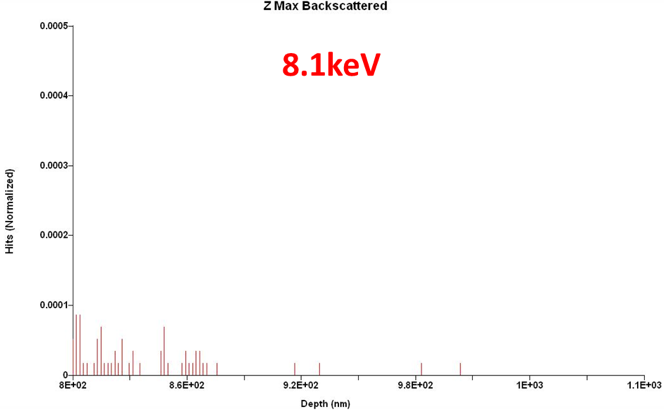 Z Max Backscattered
8.1keV
Hits (Normalized)
0.0005
0.0004
0.0003
0.0002
0.0001
0
8E+02 8.6E+02 9.2E+02 9.8E+02 1E+03 1.1E+03
Depth (nm)